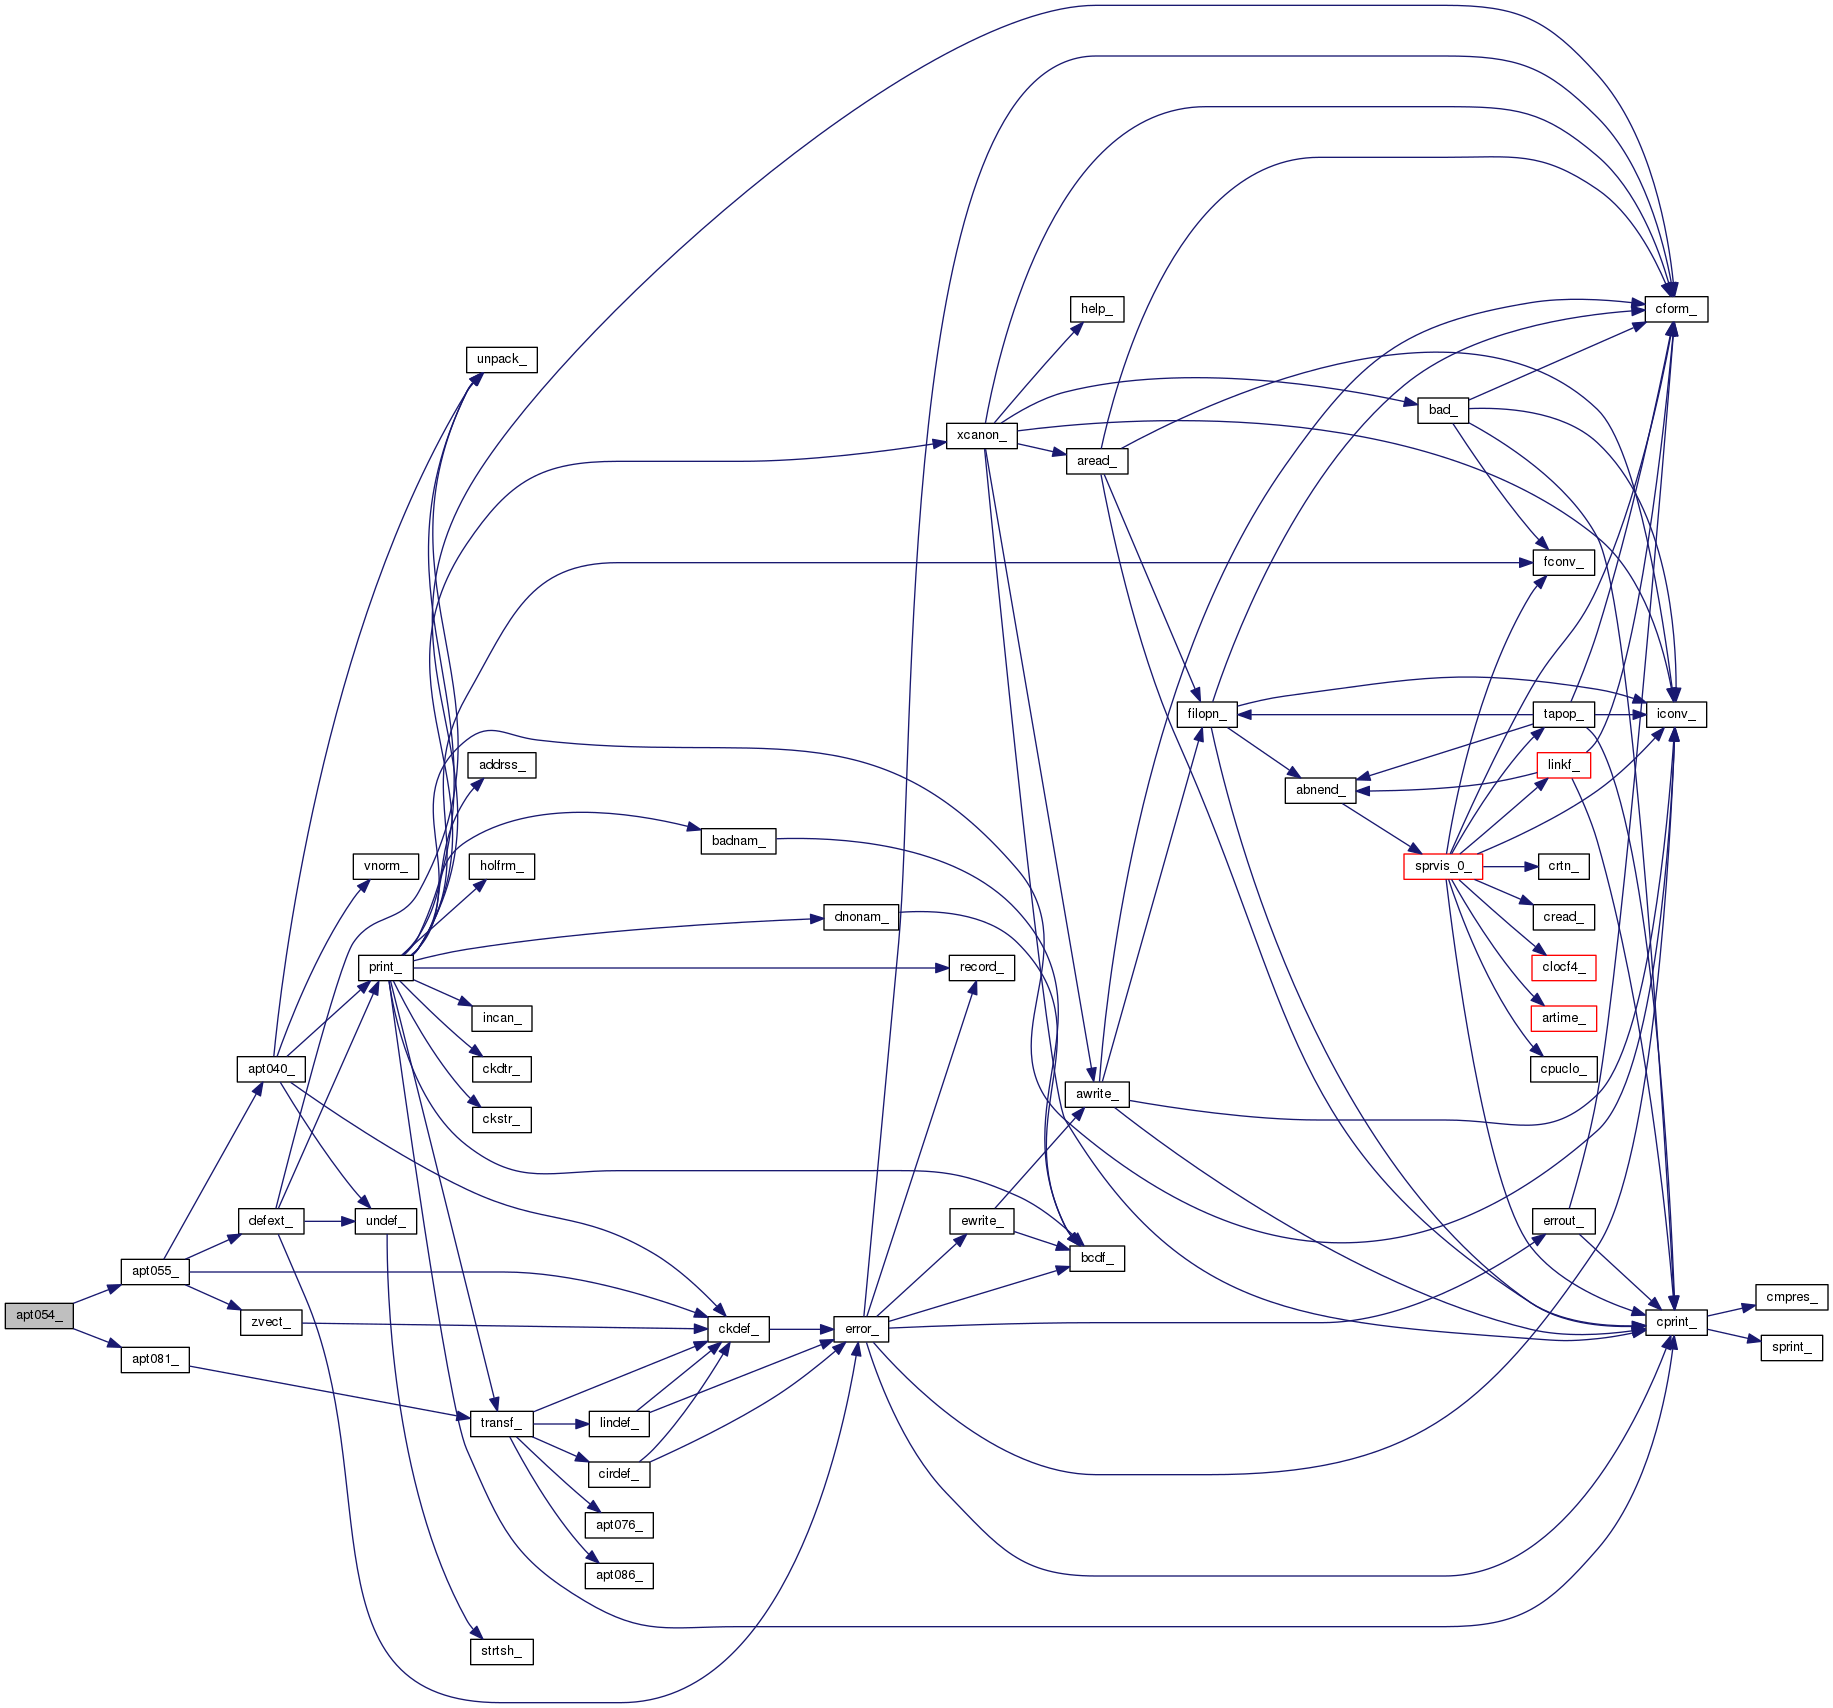 apt054_
apt055_
apt081_
apt040_
defext_
zvect_
vnorm_
print_
undef_
unpack_
addrss_
holfrm_
incan_
ckdtr_
ckstr_
transf_
strtsh_
lindef_
cirdef_
apt076_
apt086_
badnam_
ckdef_
dnonam_
error_
xcanon_
record_
ewrite_
help_
aread_
awrite_
bcdf_
filopn_
abnend_
bad_
sprvis_0_
fconv_
tapop_
linkf_
crtn_
cread_
clocf4_
artime_
cpuclo_
errout_
cform_
iconv_
cprint_
cmpres_
sprint_